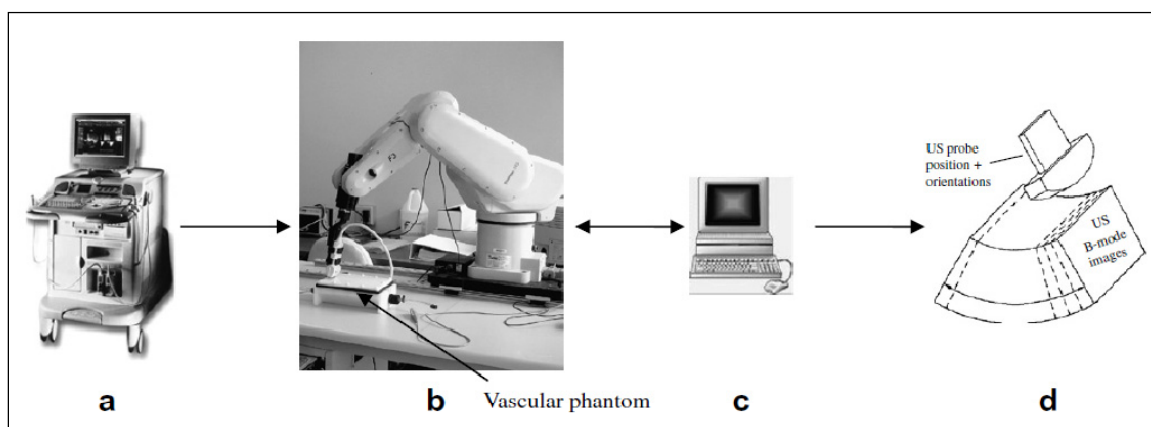 US probe
position +
orientations
US
B-mode
images
Vascular phantom
a
b
c
d